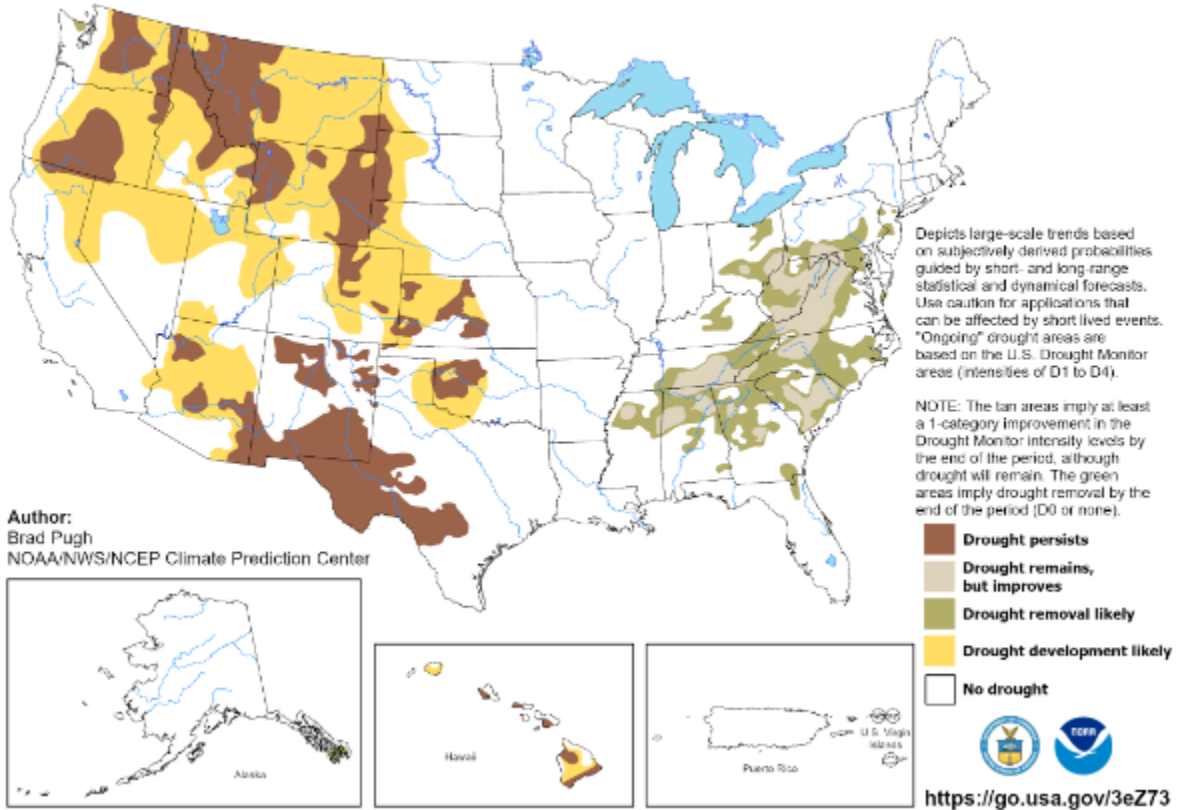 Depicts large-scale trends based
on subjectively derived probabilities
guided by short- and long-range
statistical and dynamical forecasts.
Use caution for applications that
can be affected by short lived events.
"Ongoing" drought areas are
based on the U.S. Drought Monitor
areas (intensities of D1 to D4).
NOTE: The tan areas imply at least
a 1-category improvement in the
Drought Monitor intensity levels by
the end of the period, although
drought will remain. The green
areas imply drought removal by the
end of the period (D0 or none).
Author:
Brad Pugh
NOAA/NWS/NCEP Climate Prediction Center
Drought persists
Drought remains,
but improves
Drought removal likely
Drought development likely
No drought
Alaska
Hawaii
Puerto Rico
U.S. Virgin
Islands
NOAA
https://go.usa.gov/3eZ73